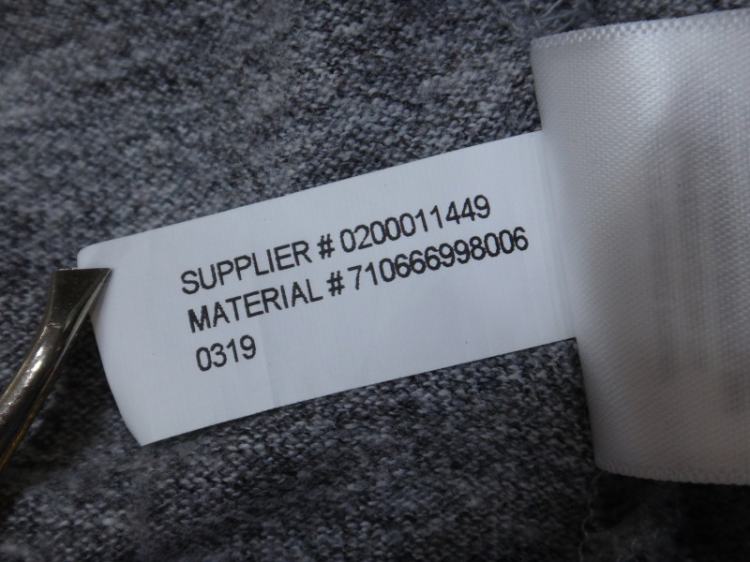 SUPPLIER # 0200011449
MATERIAL # 710666998006
0319